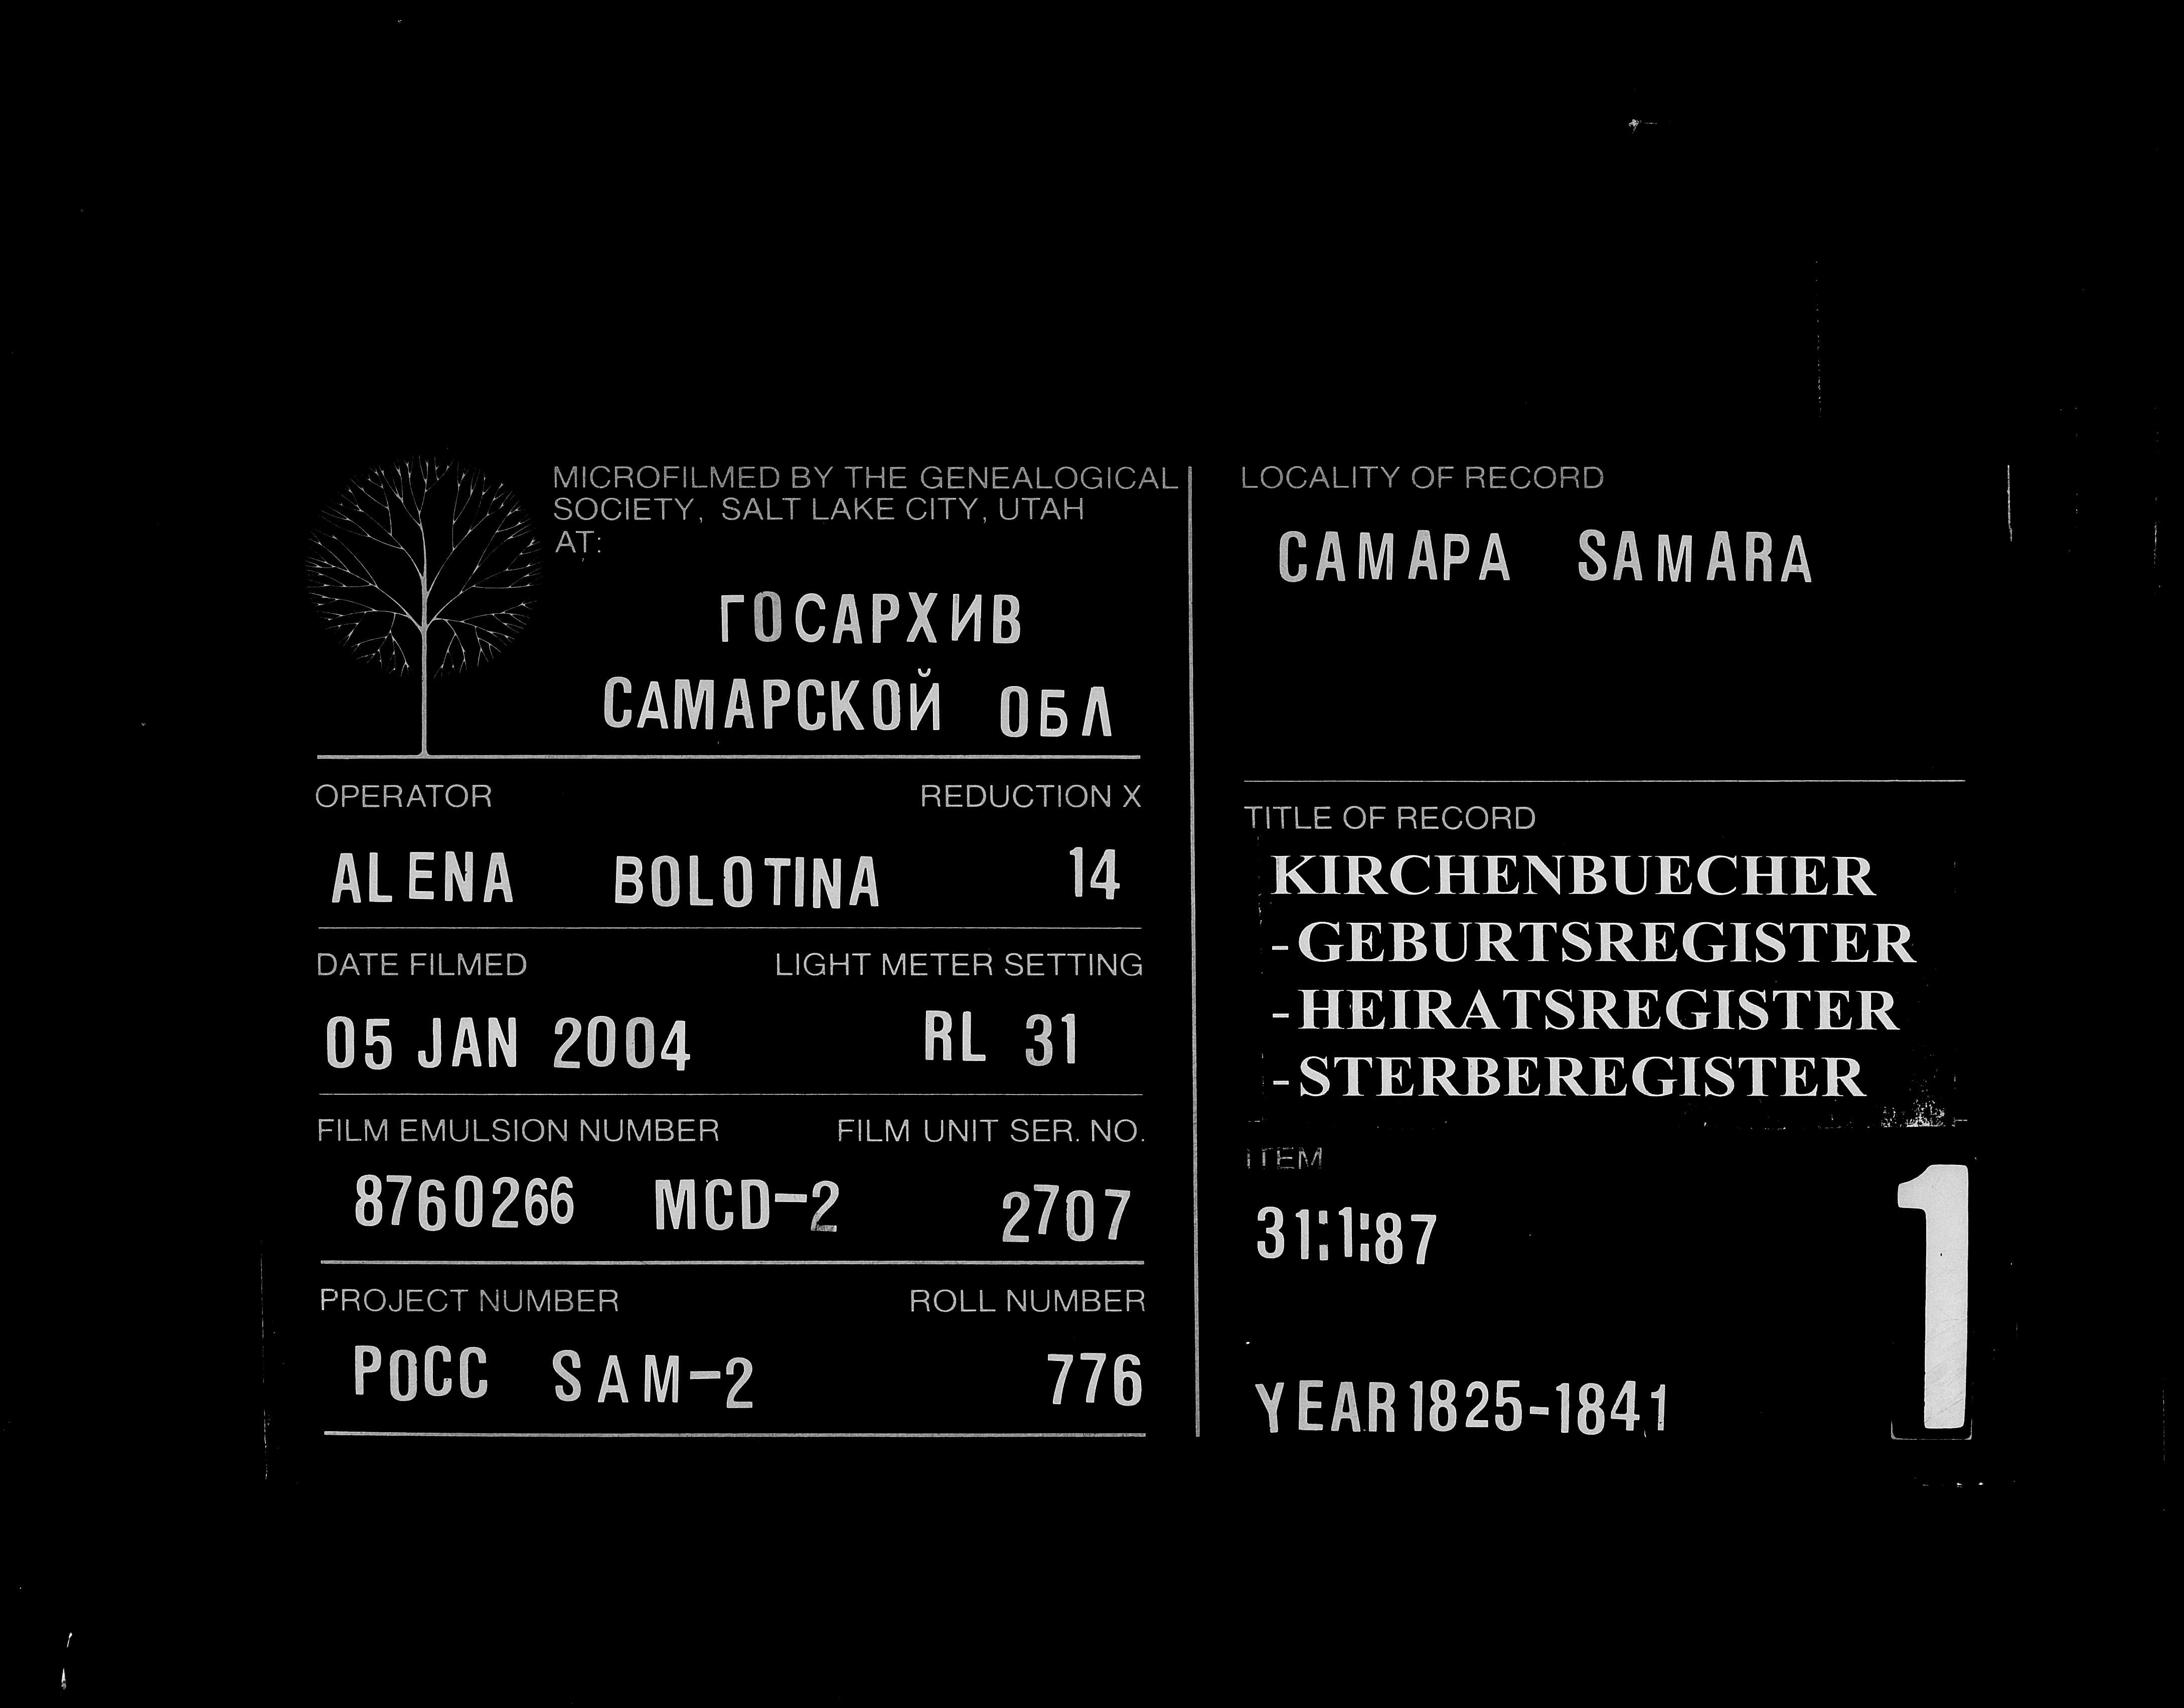 MICROFILMED BY THE GENEALOGICAL
SOCIETY, SALT LAKE CITY, UTAH
AT:
ГОСАРХИВ
САМАРСКОЙ ОБЛ
OPERATOR REDUCTION X
ALENA BOLOTINA 14
DATE FILMED LIGHT METER SETTING
05 JAN 2004 RL 31
FILM EMULSION NUMBER FILM UNIT SER. NO.
8760266 MCD-2 2707
PROJECT NUMBER ROLL NUMBER
РОСС SAM-2 776
LOCALITY OF RECORD
САМАРА SAMARA
TITLE OF RECORD
KIRCHENBUECHER
-GEBURTSREGISTER
-HEIRATSREGISTER
-STERBEREGISTER
ITEM
31:1:87
1
YEAR 1825-1841